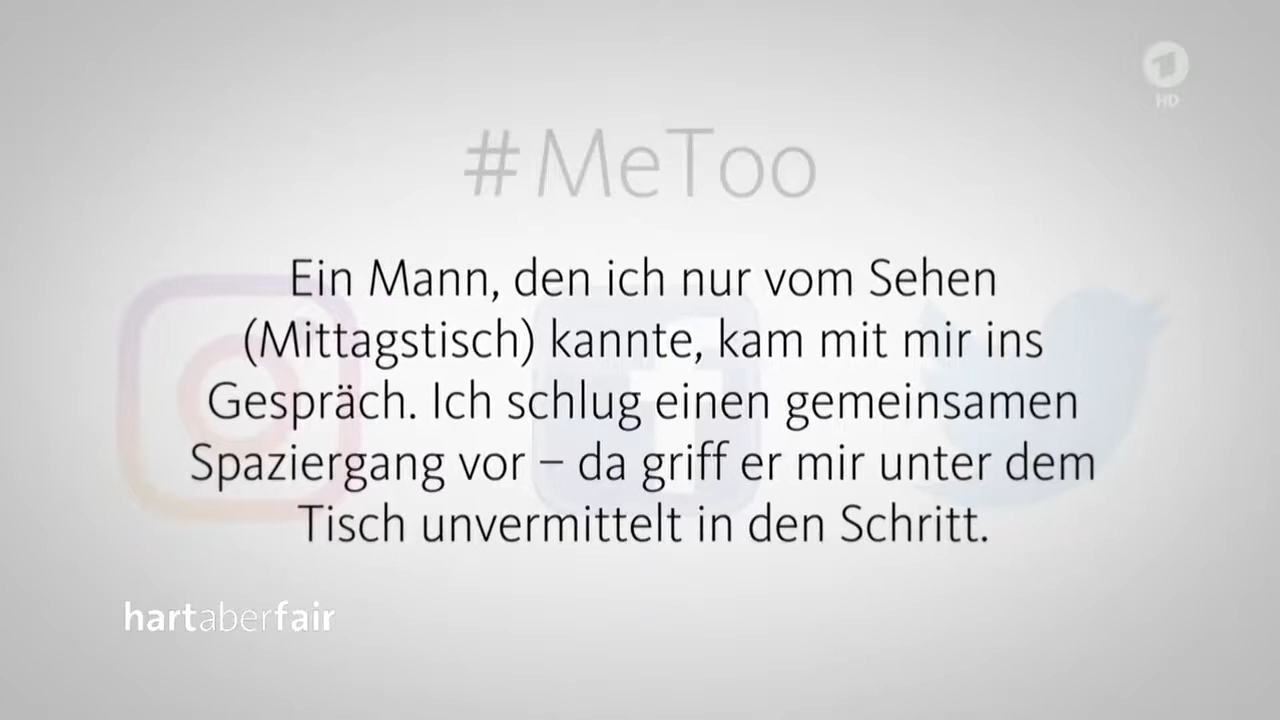 HD
#MeToo
Ein Mann, den ich nur vom Sehen
(Mittagstisch) kannte, kam mit mir ins
Gespräch. Ich schlug einen gemeinsamen
Spaziergang vor – da griff er mir unter dem
Tisch unvermittelt in den Schritt.
hartaberfair